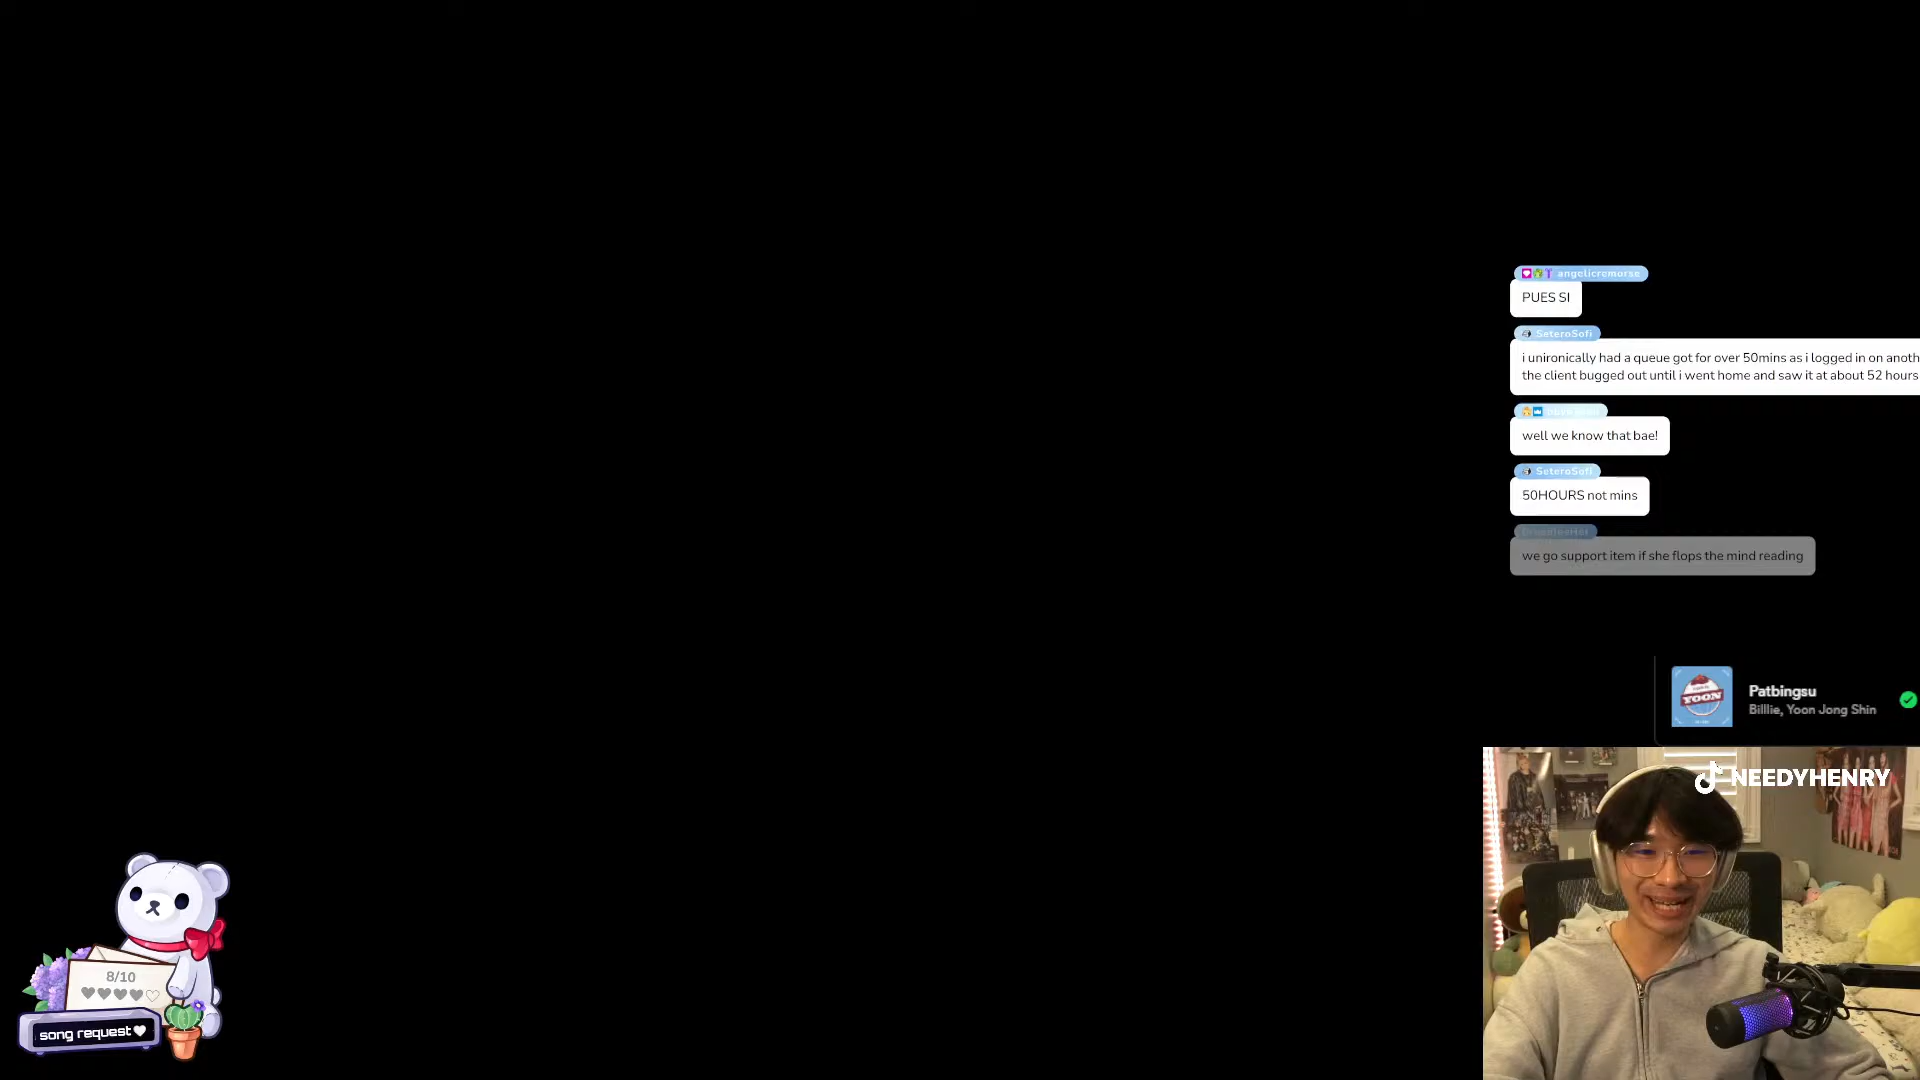 angelicremorse
PUES SI
SeteroSofi
i unironically had a queue got for over 50mins as i logged in on anoth
the client bugged out until i went home and saw it at about 52 hours
well we know that bae!
SeteroSofi
50HOURS not mins
we go support item if she flops the mind reading
YOON
Patbingsu
Billlie, Yoon Jong Shin
NEEDYHENRY
8/10
song request